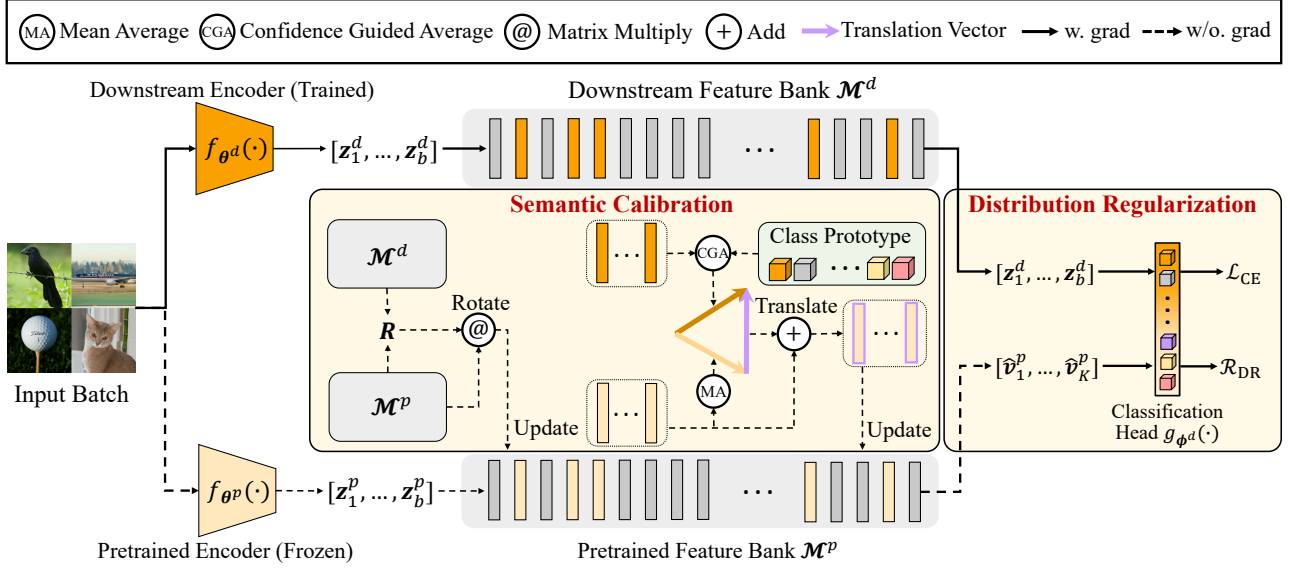 MA Mean Average CGA Confidence Guided Average @ Matrix Multiply + Add Translation Vector w. grad w/o. grad
Downstream Encoder (Trained)
Downstream Feature Bank 𝓜^d
f_{θ^d}(·)
[z_1^d, ..., z_b^d]
...
Semantic Calibration
Distribution Regularization
𝓜^d
...
CGA
Class Prototype
...
Rotate
R
@
Translate
+
...
[z_1^d, ..., z_b^d]
ℒ_CE
Input Batch
𝓜^p
MA
...
Update
Update
[v̂_1^p, ..., v̂_K^p]
ℛ_DR
Classification
Head g_{ϕ^d}(·)
f_{θ^p}(·)
[z_1^p, ..., z_b^p]
...
Pretrained Encoder (Frozen)
Pretrained Feature Bank 𝓜^p